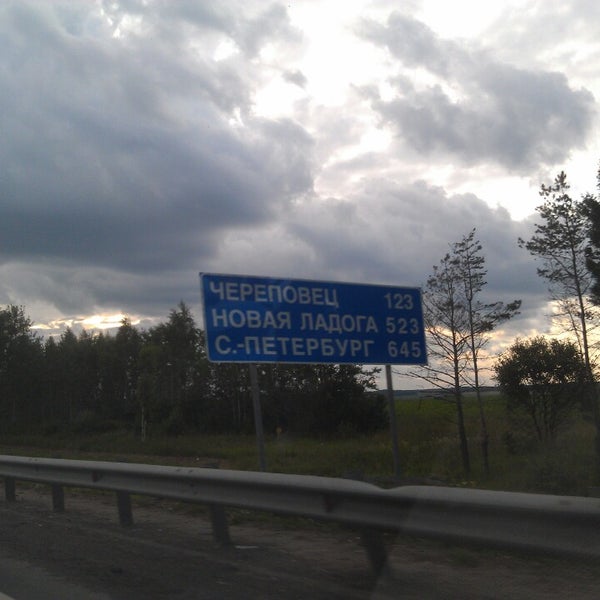 ЧЕРЕПОВЕЦ 123
НОВАЯ ЛАДОГА 523
С.-ПЕТЕРБУРГ 645